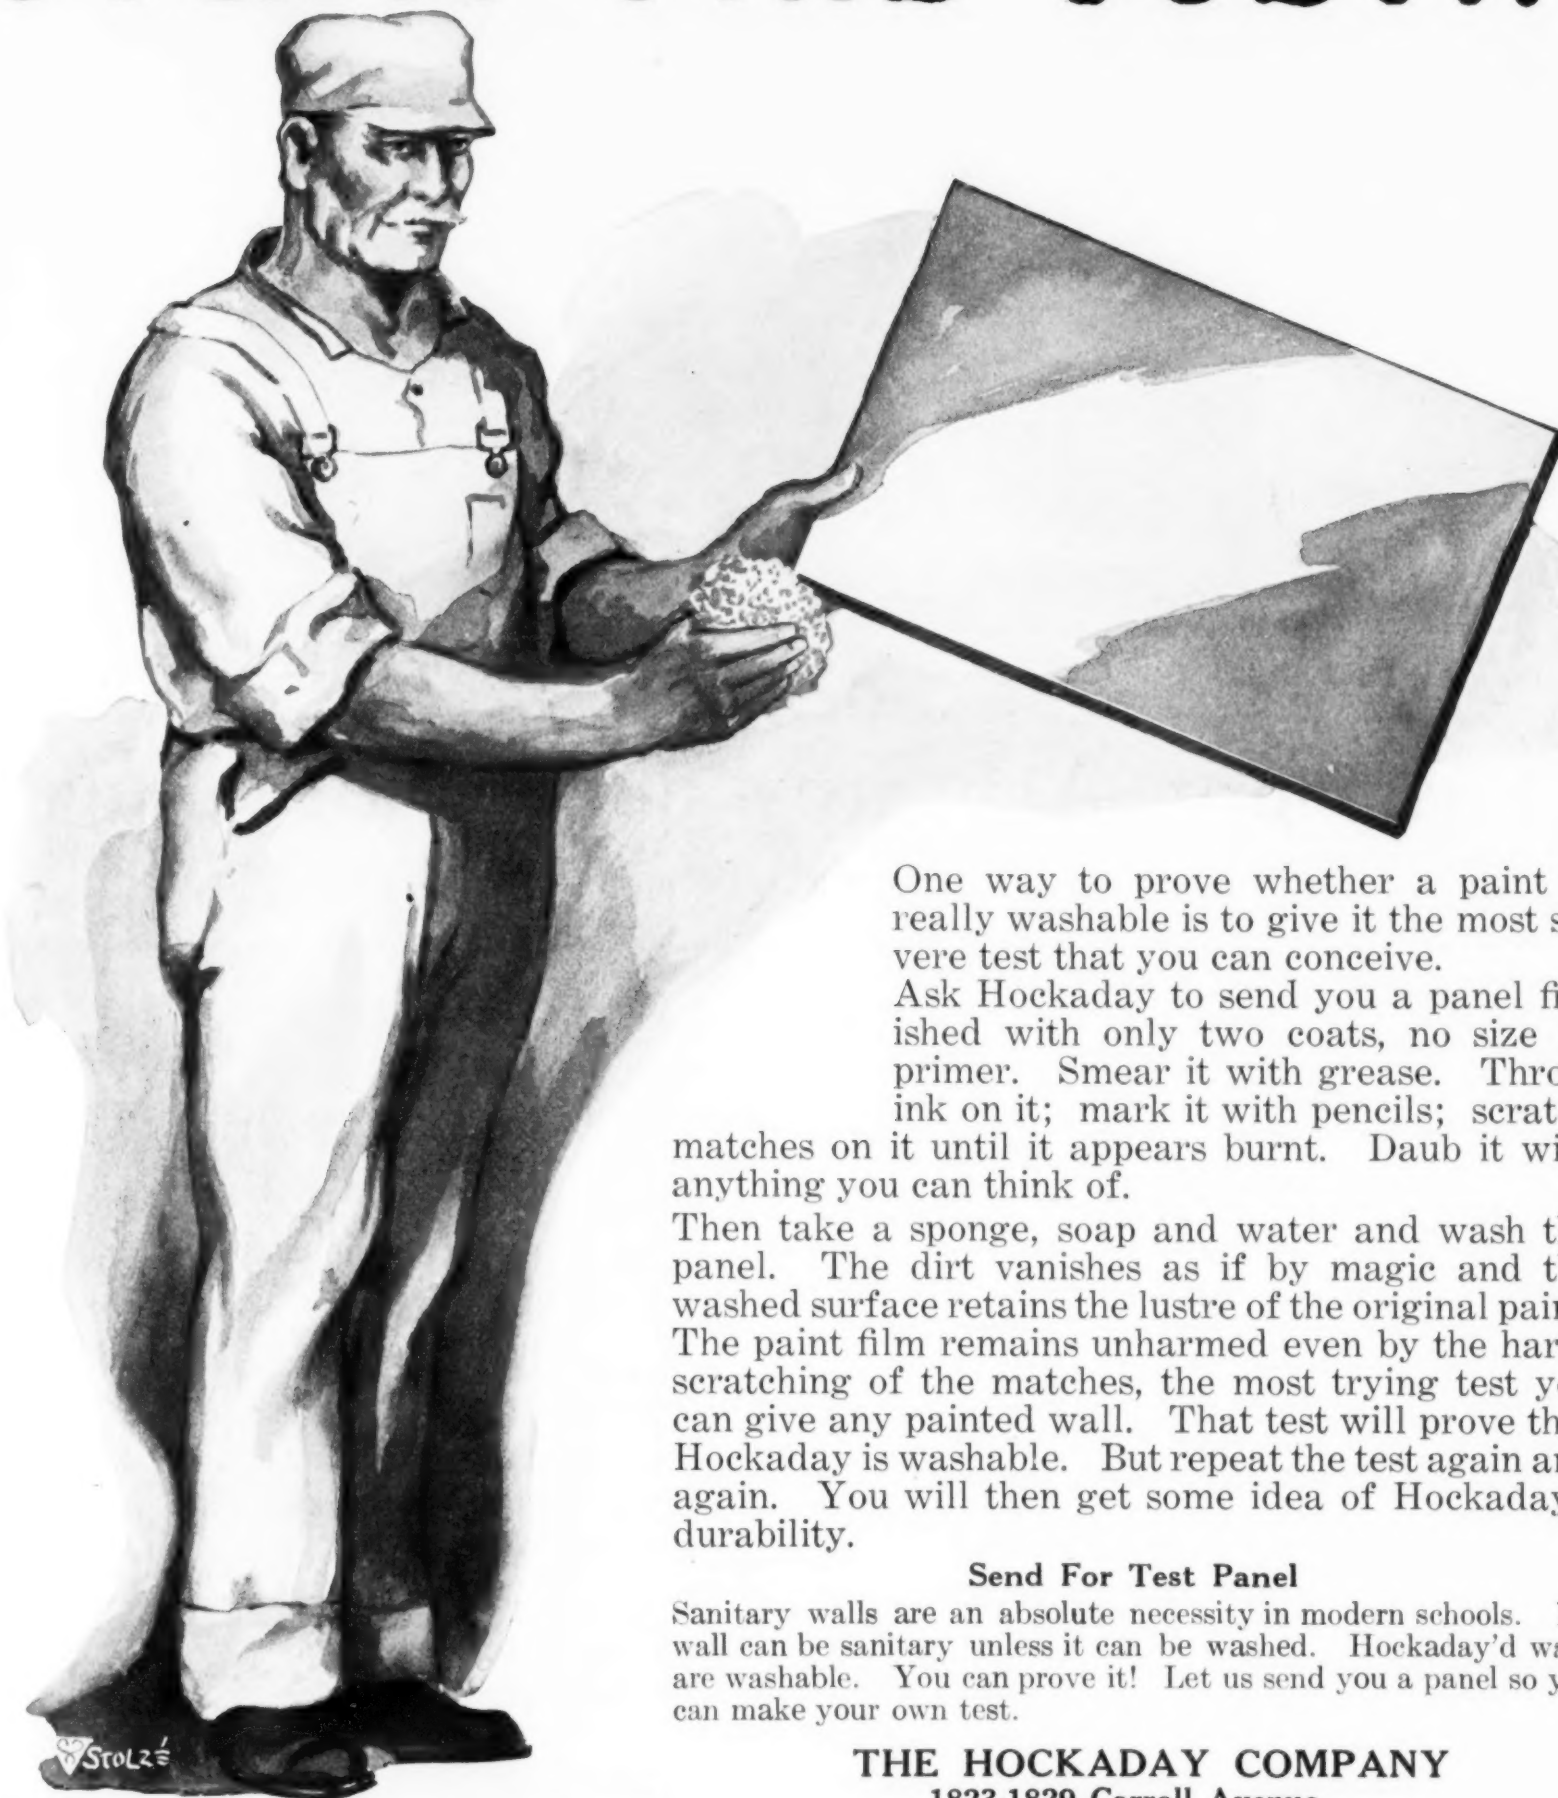 One way to prove whether a paint
really washable is to give it the most s
vere test that you can conceive.
Ask Hockaday to send you a panel fi
ished with only two coats, no size
primer. Smear it with grease. Thro
ink on it; mark it with pencils; scrat
matches on it until it appears burnt. Daub it wi
anything you can think of.
Then take a sponge, soap and water and wash t
panel. The dirt vanishes as if by magic and t
washed surface retains the lustre of the original pain
The paint film remains unharmed even by the har
scratching of the matches, the most trying test y
can give any painted wall. That test will prove th
Hockaday is washable. But repeat the test again an
again. You will then get some idea of Hockaday
durability.
Send For Test Panel
Sanitary walls are an absolute necessity in modern schools.
wall can be sanitary unless it can be washed. Hockaday'd wa
are washable. You can prove it! Let us send you a panel so y
can make your own test.
THE HOCKADAY COMPANY
1823-1829 Carroll Avenue
STOLZÉ